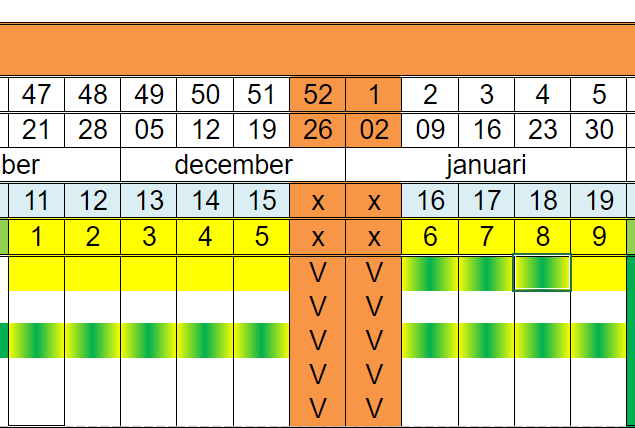 47 48 49 50 51 52 1 2 3 4 5
21 28 05 12 19 26 02 09 16 23 30
ber december januari
11 12 13 14 15 x x 16 17 18 19
1 2 3 4 5 x x 6 7 8 9
V V
V V
V V
V V
V V